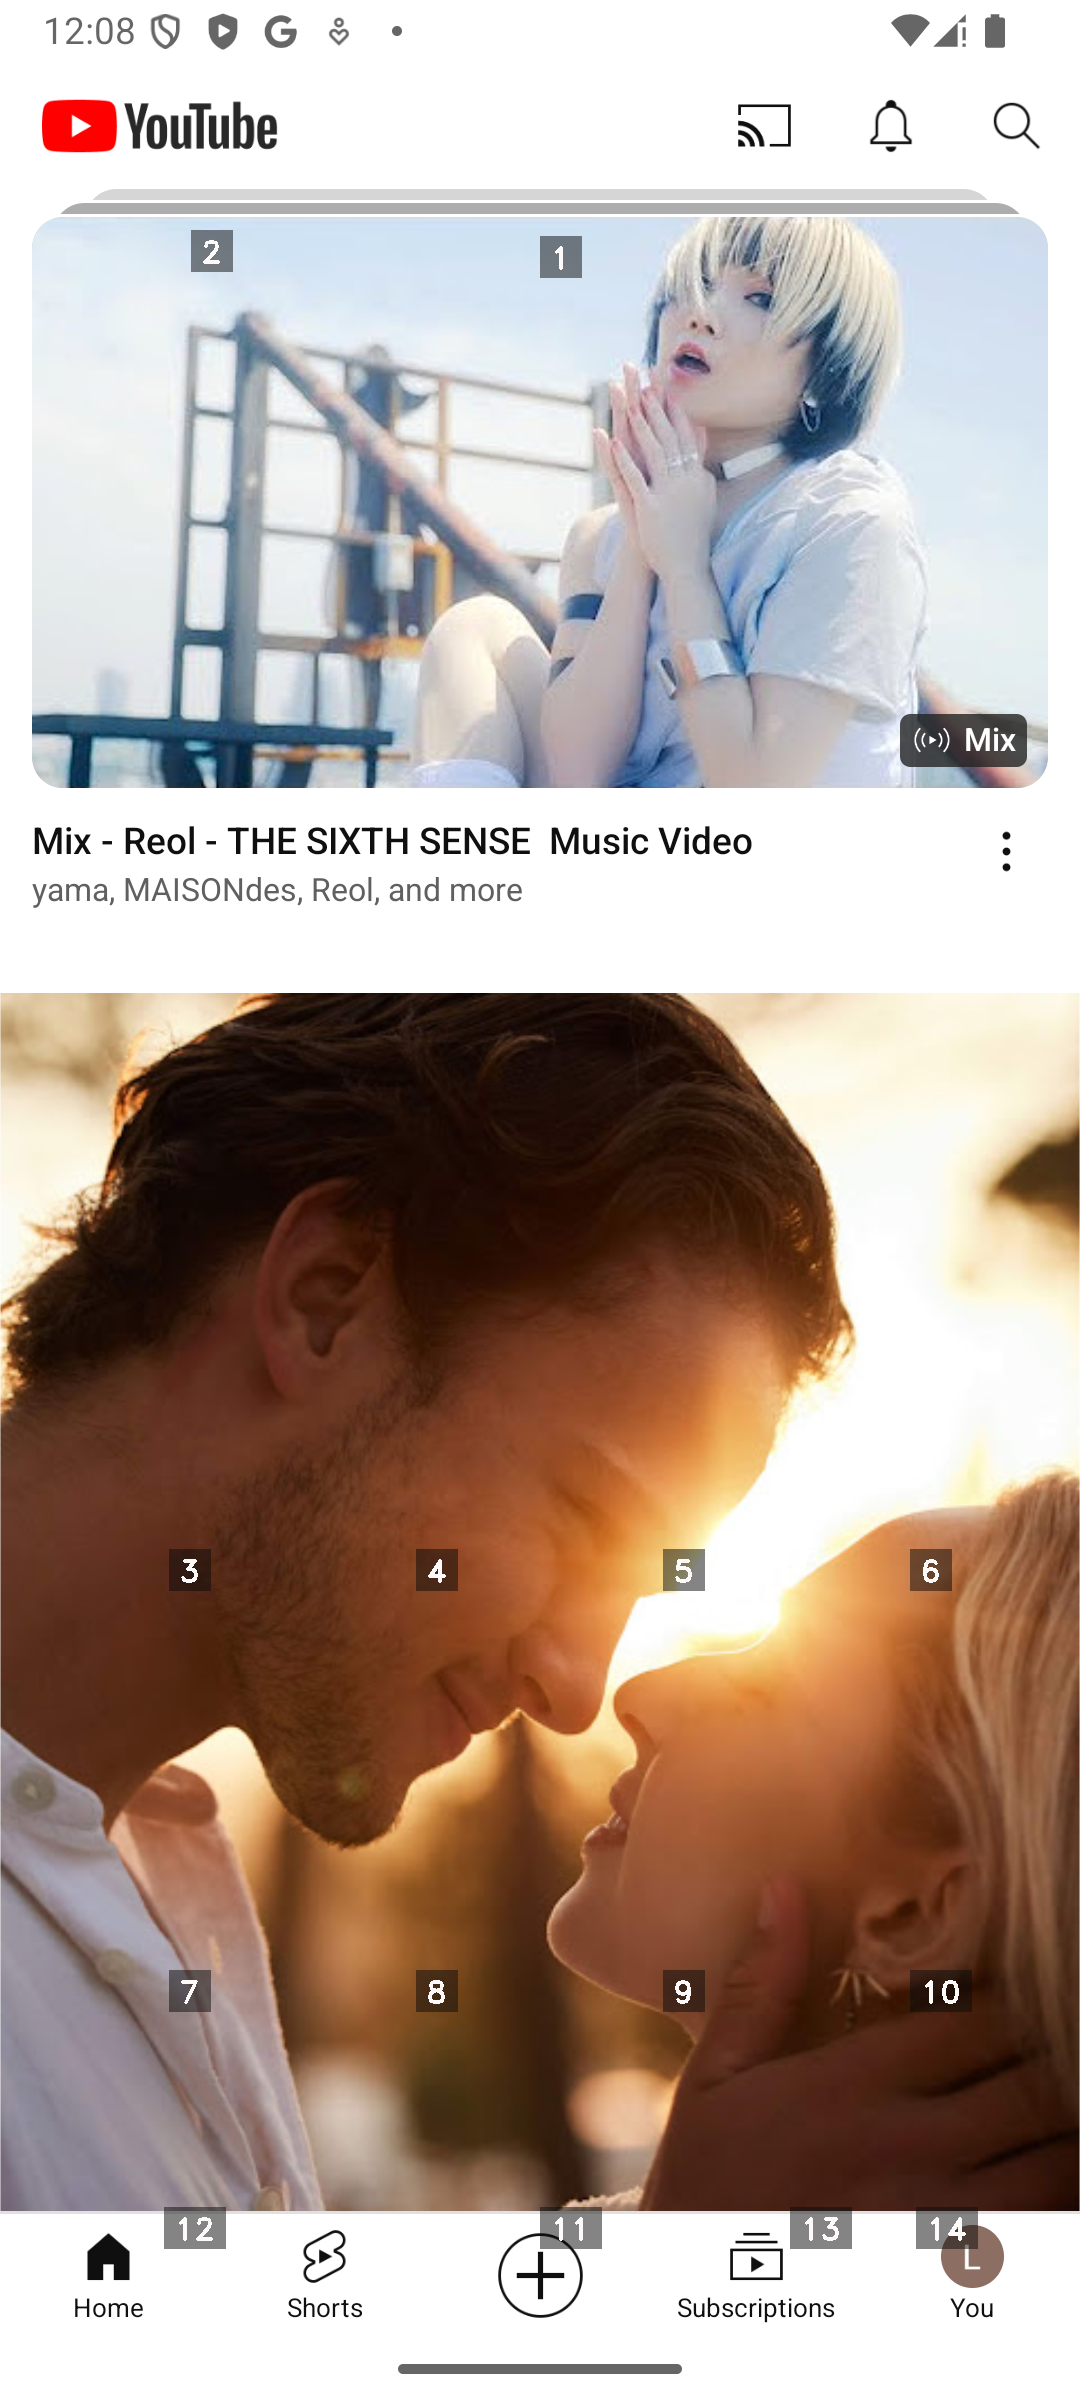 12:08
YouTube
2
1
Mix
Mix - Reol - THE SIXTH SENSE Music Video
yama, MAISONdes, Reol, and more
3 4 5 6
7 8 9 10
12 11 13 14
L
Home Shorts Subscriptions You